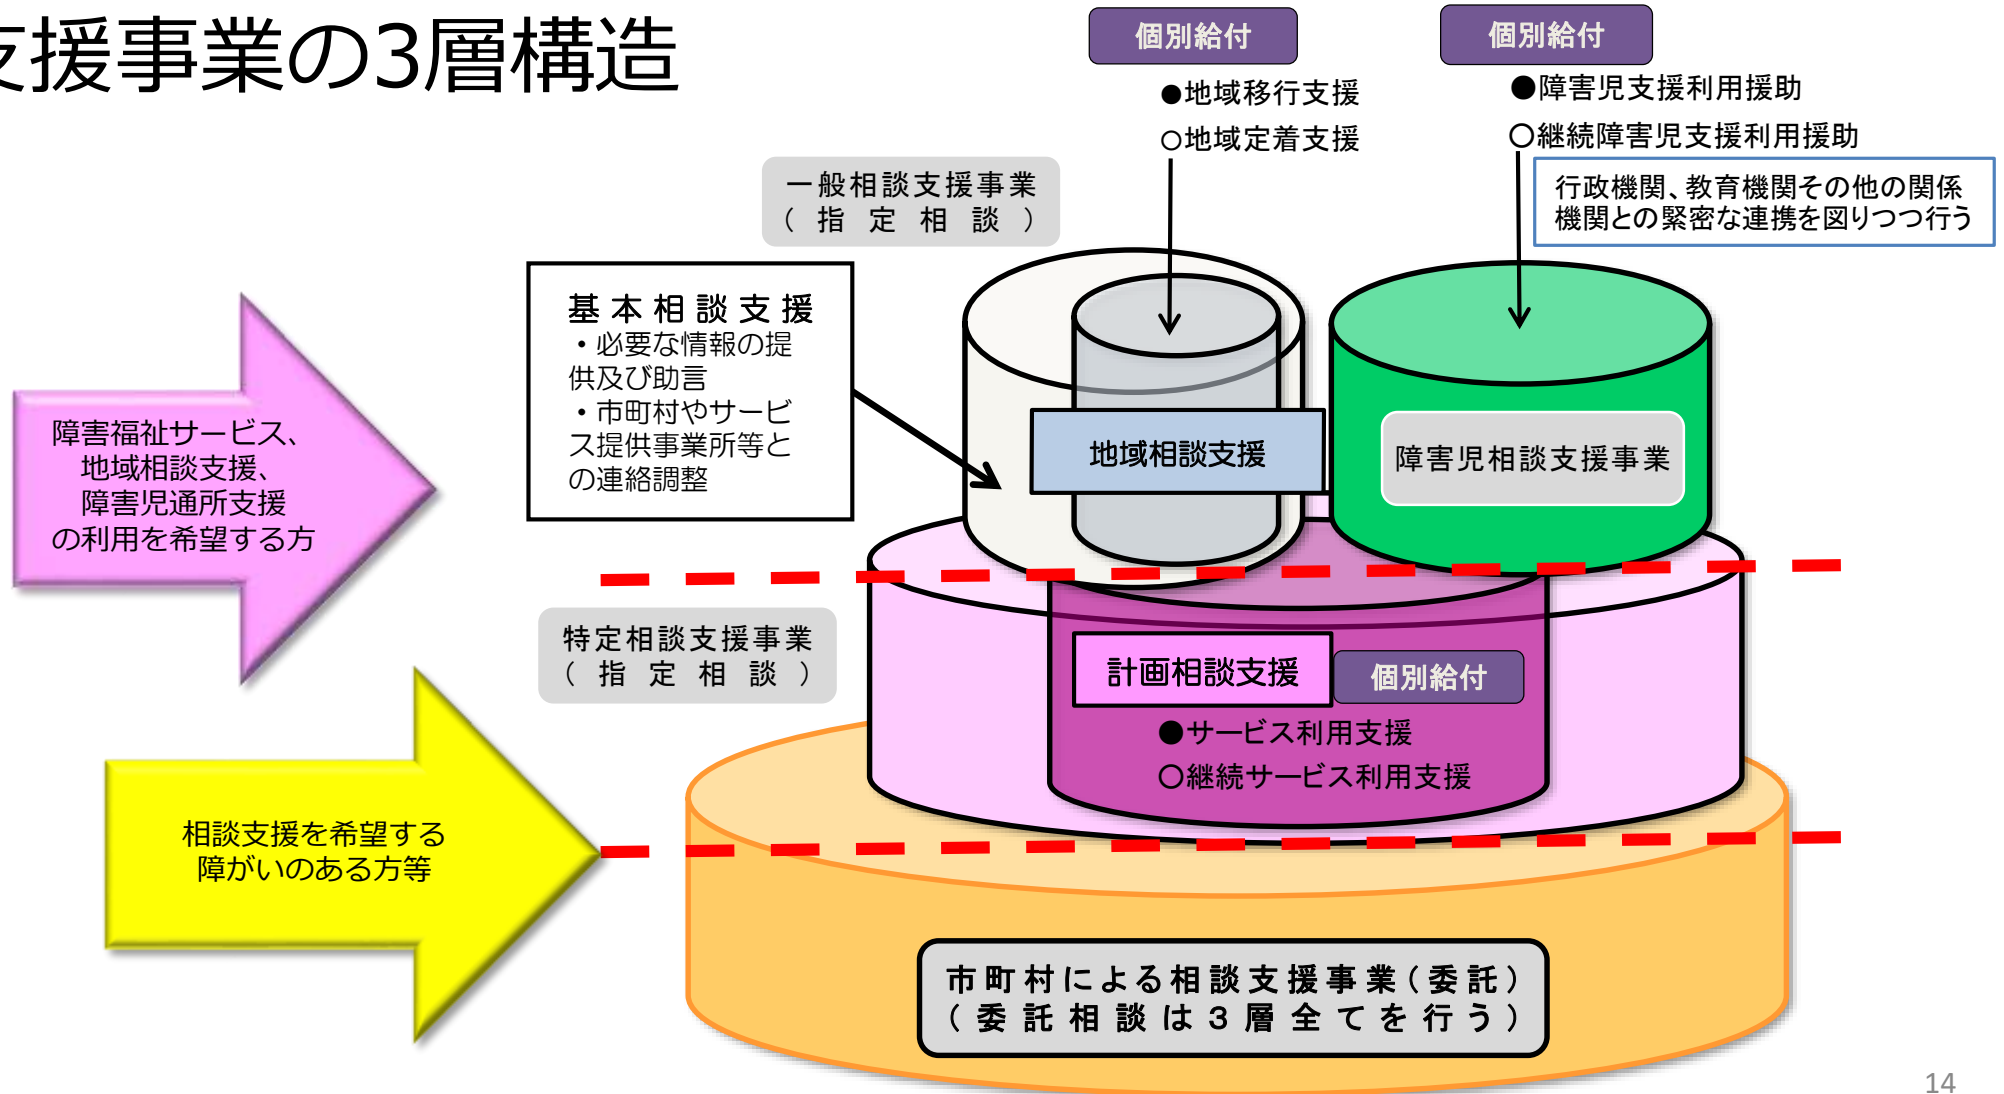 支援事業の3層構造
個別給付
●地域移行支援
○地域定着支援
個別給付
●障害児支援利用援助
○継続障害児支援利用援助
行政機関、教育機関その他の関係
機関との緊密な連携を図りつつ行う
一般相談支援事業
(指定相談)
基本相談支援
・必要な情報の提
供及び助言
・市町村やサービ
ス提供事業所等と
の連絡調整
地域相談支援
障害児相談支援事業
障害福祉サービス、
地域相談支援、
障害児通所支援
の利用を希望する方
特定相談支援事業
(指定相談)
計画相談支援
個別給付
●サービス利用支援
○継続サービス利用支援
相談支援を希望する
障がいのある方等
市町村による相談支援事業(委託)
(委託相談は3層全てを行う)
14